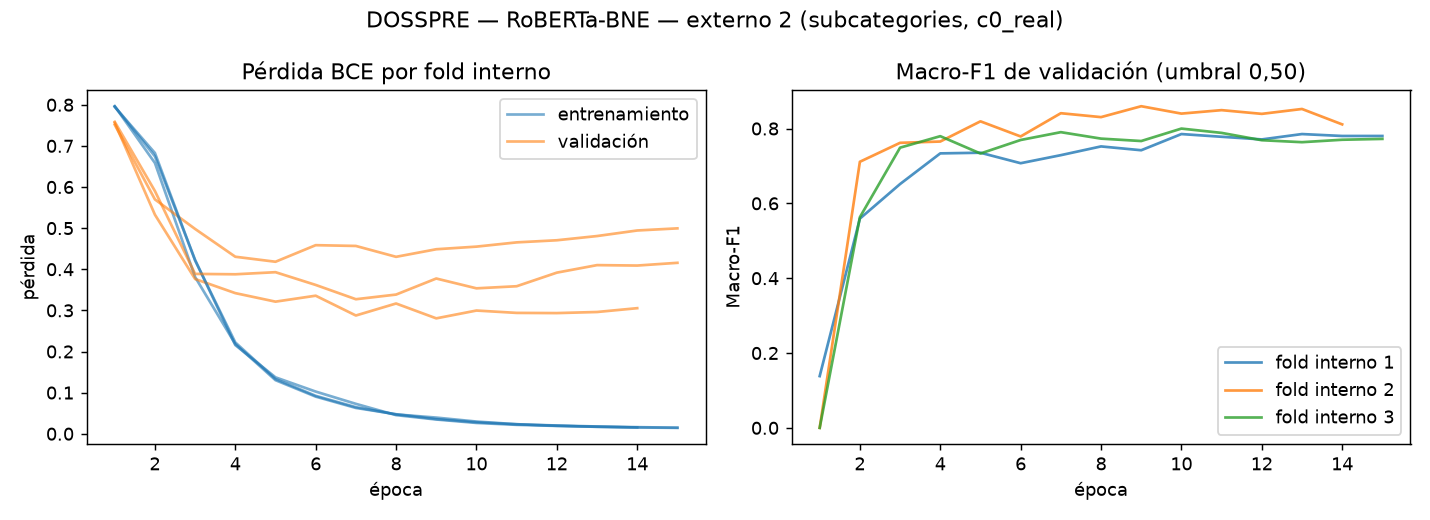 DOSSPRE — RoBERTa-BNE — externo 2 (subcategories, c0_real)
Pérdida BCE por fold interno
pérdida
0.8
0.7
0.6
0.5
0.4
0.3
0.2
0.1
0.0
2 4 6 8 10 12 14
época
entrenamiento
validación
Macro-F1 de validación (umbral 0,50)
Macro-F1
0.8
0.6
0.4
0.2
0.0
2 4 6 8 10 12 14
época
fold interno 1
fold interno 2
fold interno 3